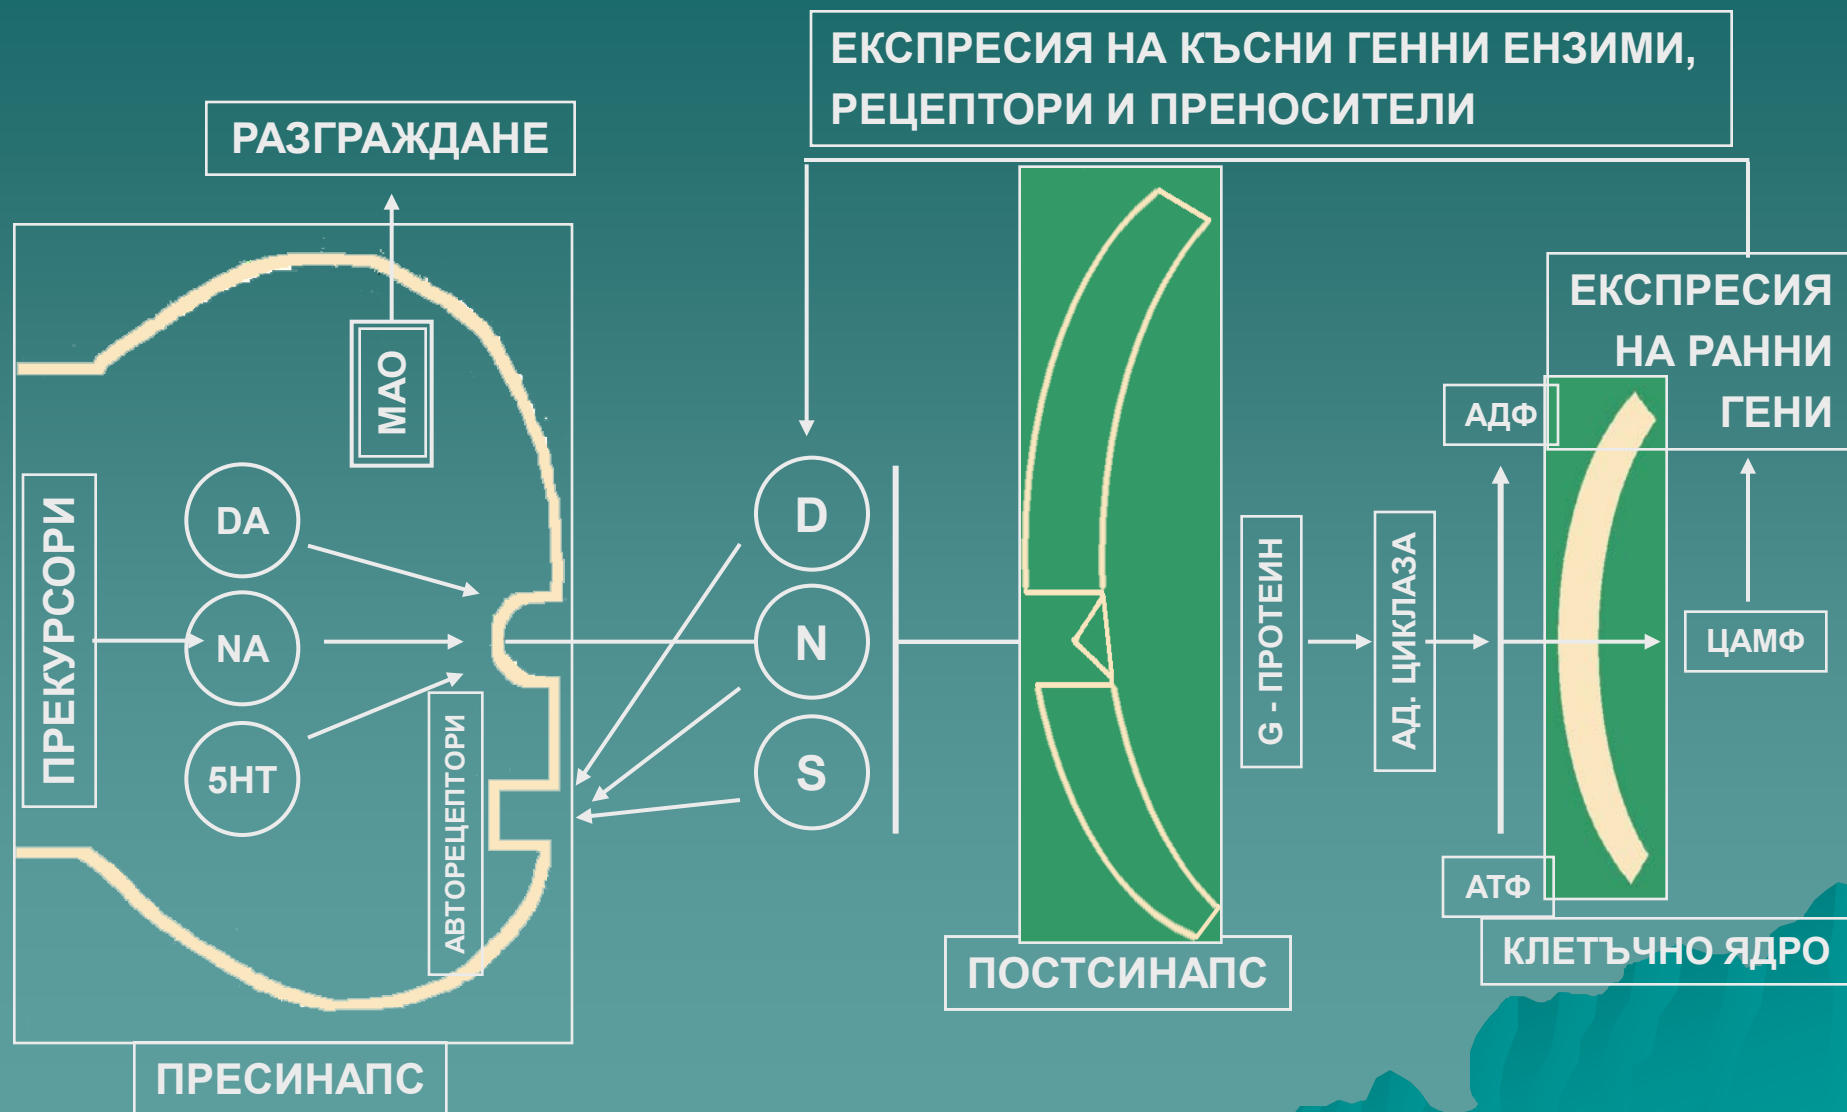 ЕКСПРЕСИЯ НА КЪСНИ ГЕННИ ЕНЗИМИ,
РЕЦЕПТОРИ И ПРЕНОСИТЕЛИ
РАЗГРАЖДАНЕ
МАО
ПРЕКУРСОРИ
DA
NA
5HT
АВТОРЕЦЕПТОРИ
ПРЕСИНАПС
D
N
S
ПОСТСИНАПС
G - ПРОТЕИН
АД. ЦИКЛАЗА
АДФ
АТФ
ЕКСПРЕСИЯ
НА РАННИ
ГЕНИ
ЦАМФ
КЛЕТЪЧНО ЯДРО